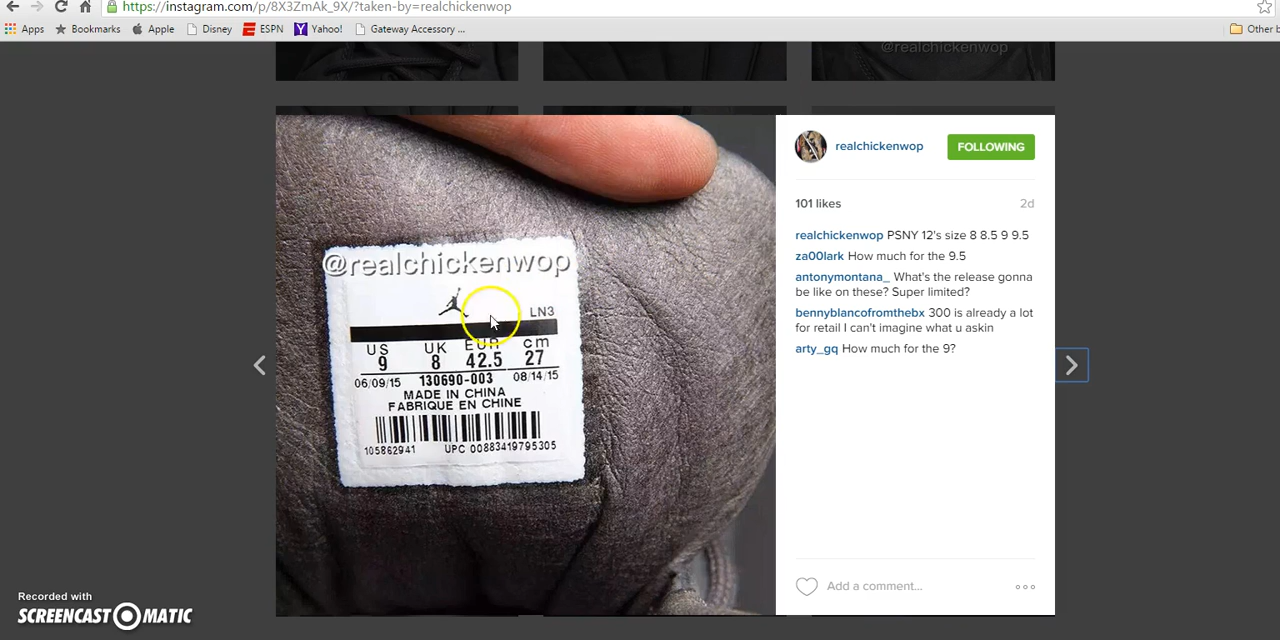 https://instagram.com/p/8X3ZmAk_9X/?taken-by=realchickenwop
Apps Bookmarks Apple Disney ESPN Yahoo! Gateway Accessory ... Other b
@realchickenwop
realchickenwop FOLLOWING
101 likes 2d
realchickenwop PSNY 12's size 8 8.5 9 9.5
za00lark How much for the 9.5
antonymontana_ What's the release gonna
be like on these? Super limited?
bennyblancofromthebx 300 is already a lot
for retail I can't imagine what u askin
arty_gq How much for the 9?
Add a comment...
@realchickenwop
LN3
US UK EUR cm
9 8 42.5 27
06/09/15 130690-003 08/14/15
MADE IN CHINA
FABRIQUE EN CHINE
105862941 UPC 00883419795305
Recorded with
SCREENCAST-O-MATIC